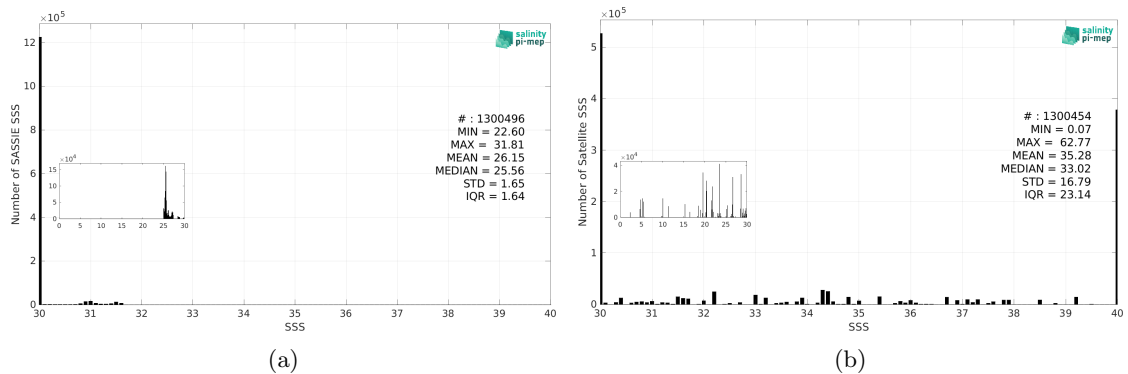 ×10⁵
12
10
8
6
4
2
0
Number of SASSIE SSS
30 31 32 33 34 35 36 37 38 39 40
SSS
salinity
pi-mep
# : 1300496
MIN = 22.60
MAX = 31.81
MEAN = 26.15
MEDIAN = 25.56
STD = 1.65
IQR = 1.64
×10⁴
15
10
5
0
0 5 10 15 20 25 30
(a)
×10⁵
5
4
3
2
1
0
Number of Satellite SSS
30 31 32 33 34 35 36 37 38 39 40
SSS
salinity
pi-mep
# : 1300454
MIN = 0.07
MAX = 62.77
MEAN = 35.28
MEDIAN = 33.02
STD = 16.79
IQR = 23.14
×10⁴
4
2
0
0 5 10 15 20 25 30
(b)